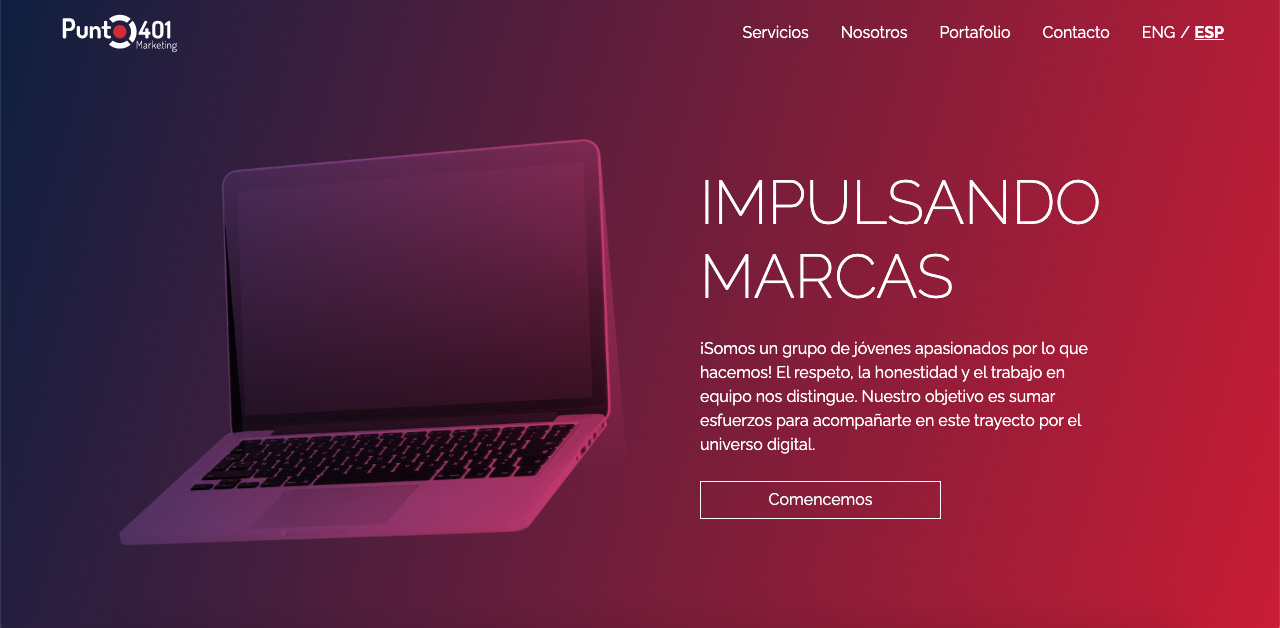 Punto401
Marketing
Servicios Nosotros Portafolio Contacto ENG / ESP
IMPULSANDO
MARCAS
¡Somos un grupo de jóvenes apasionados por lo que
hacemos! El respeto, la honestidad y el trabajo en
equipo nos distingue. Nuestro objetivo es sumar
esfuerzos para acompañarte en este trayecto por el
universo digital.
Comencemos